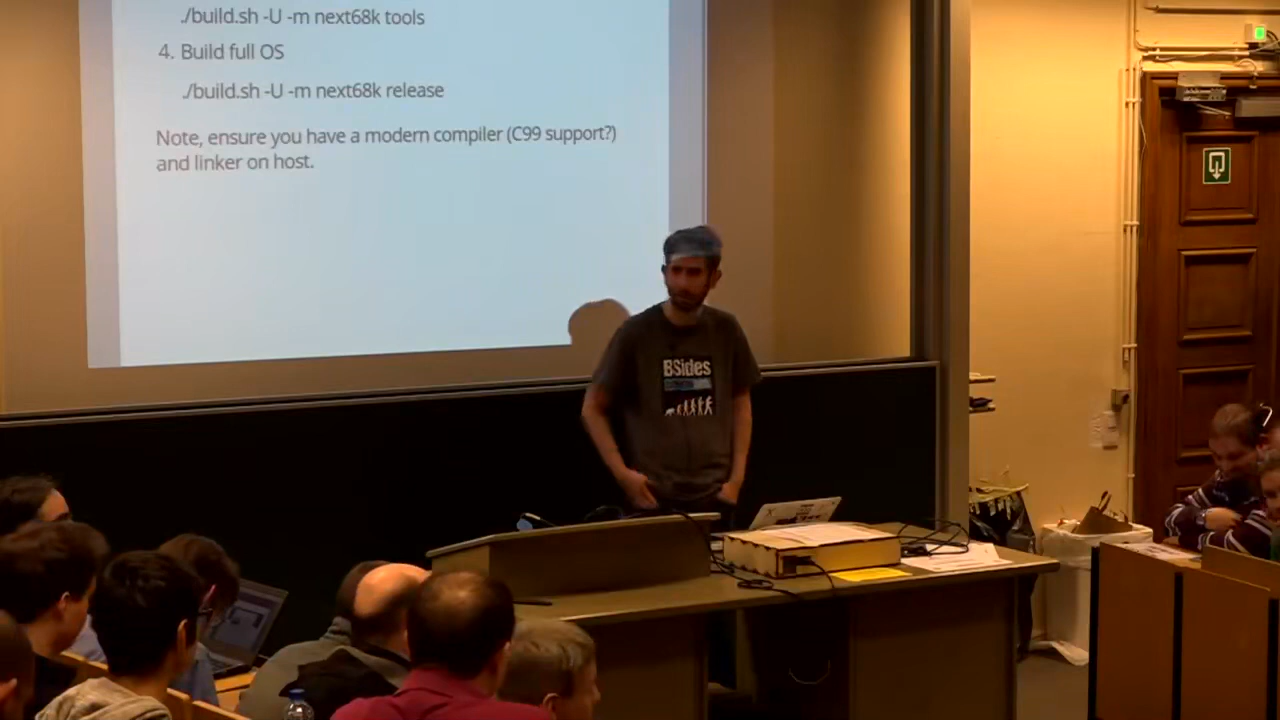 ./build.sh -U -m next68k tools
4. Build full OS
./build.sh -U -m next68k release
Note, ensure you have a modern compiler (C99 support?)
and linker on host.
BSides